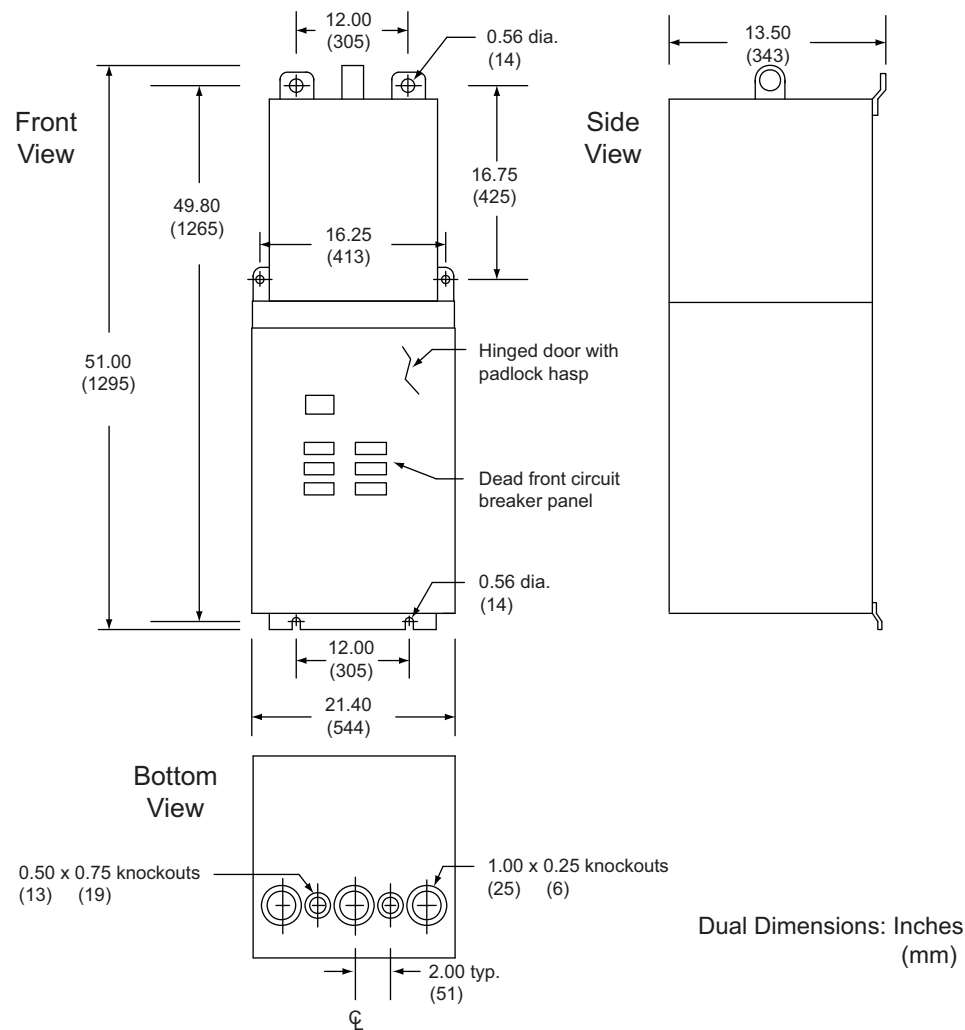 12.00
(305)
0.56 dia.
(14)
13.50
(343)
Front
View
Side
View
16.75
(425)
49.80
(1265)
16.25
(413)
51.00
(1295)
Hinged door with
padlock hasp
Dead front circuit
breaker panel
0.56 dia.
(14)
12.00
(305)
21.40
(544)
Bottom
View
0.50 x 0.75 knockouts
(13) (19)
1.00 x 0.25 knockouts
(25) (6)
Dual Dimensions: Inches
(mm)
2.00 typ.
(51)
℄